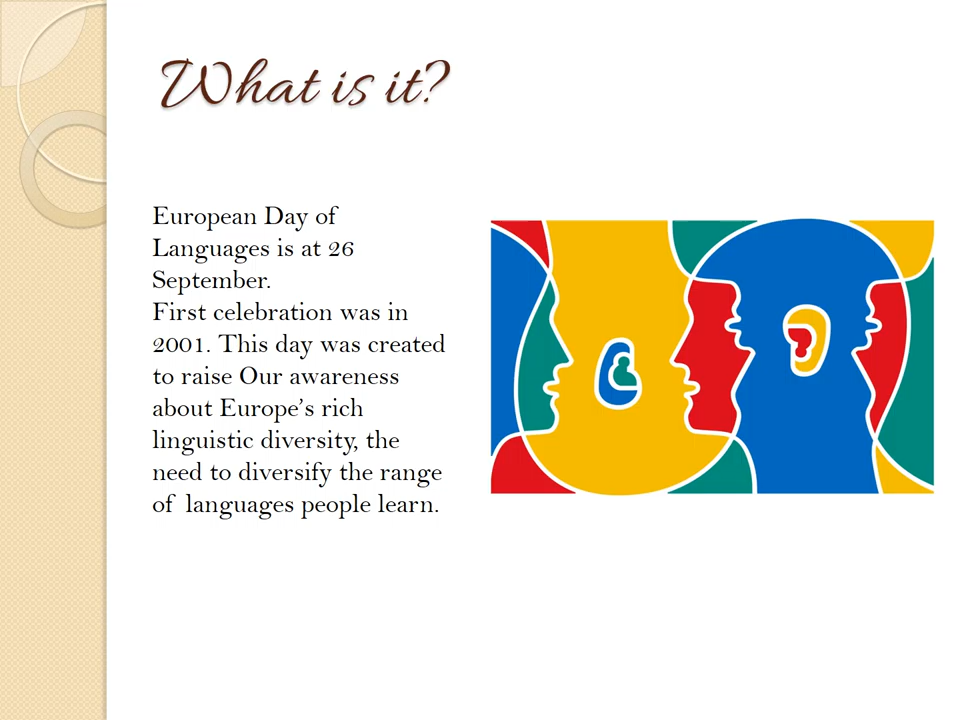 What is it?
European Day of
Languages is at 26
September.
First celebration was in
2001. This day was created
to raise Our awareness
about Europe’s rich
linguistic diversity, the
need to diversify the range
of  languages people learn.